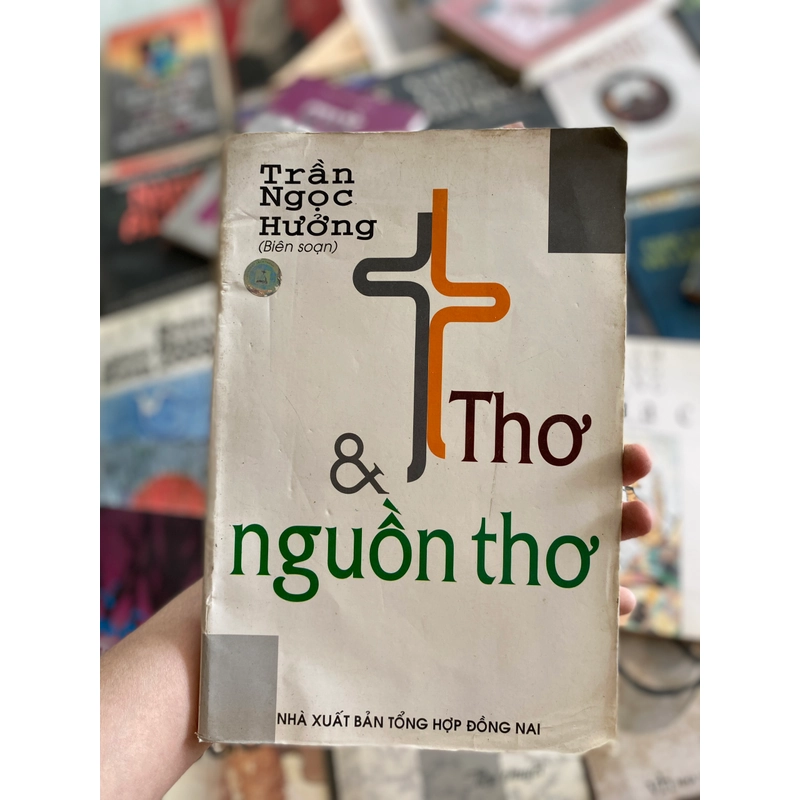 Trần
Ngọc
Hưởng
(Biên soạn)
Thơ
&
nguồn thơ
NHÀ XUẤT BẢN TỔNG HỢP ĐỒNG NAI